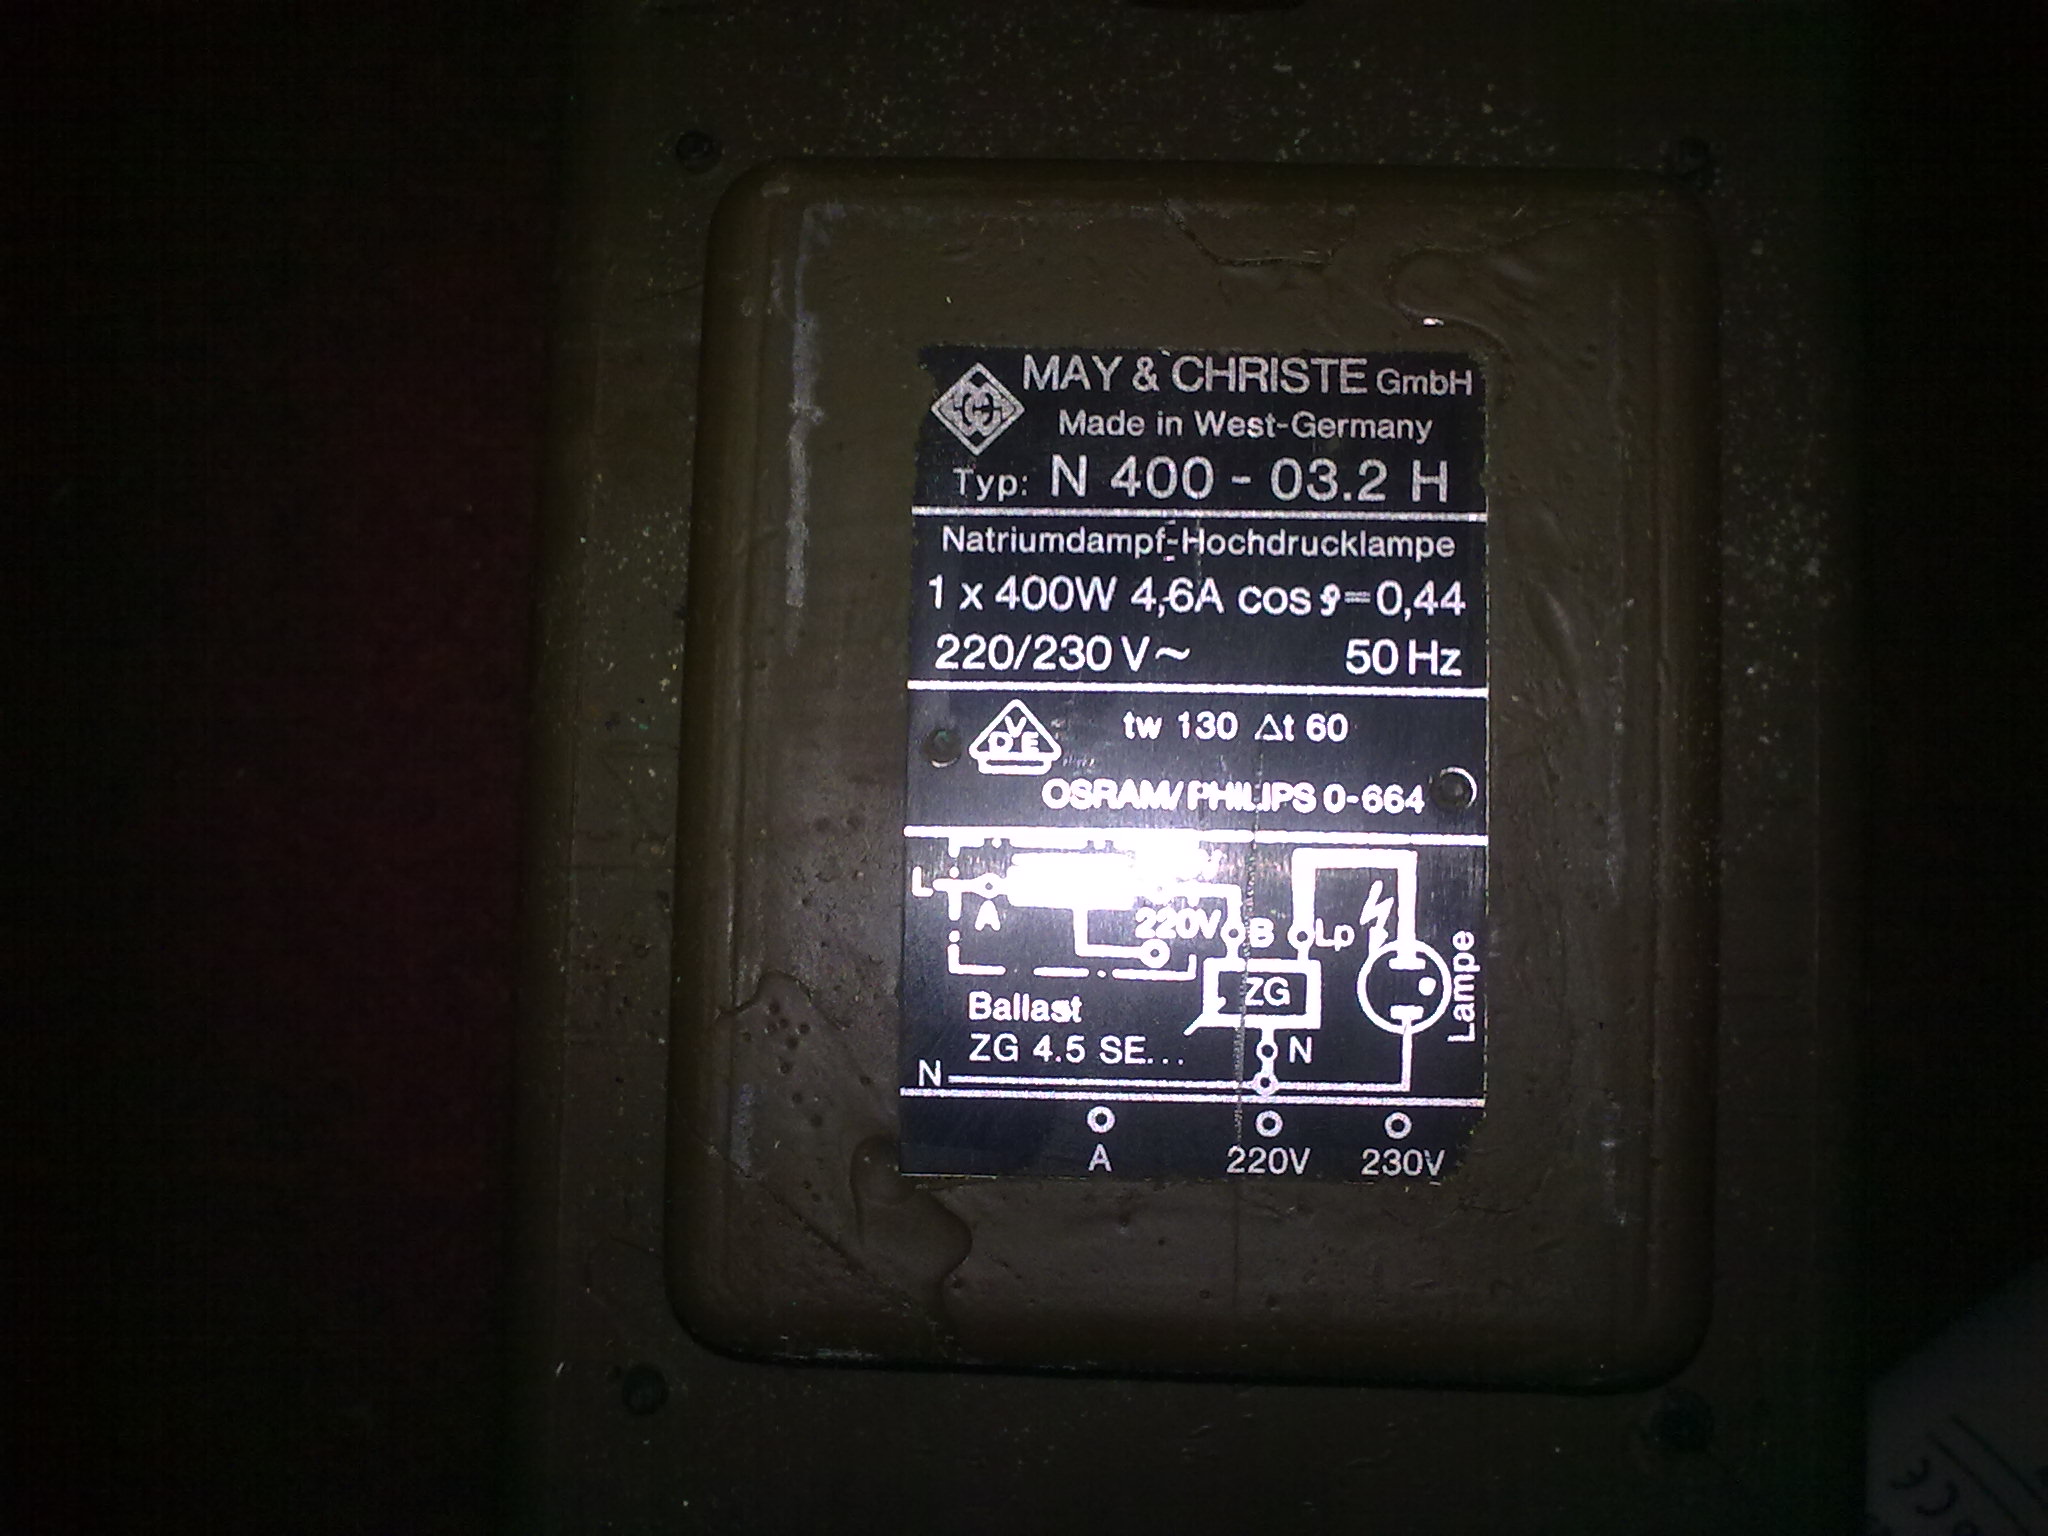 MAY & CHRISTE GmbH
Made in West-Germany
Typ: N 400 - 03.2 H
Natriumdampf-Hochdrucklampe
1 x 400W 4,6A cos φ = 0,44
220/230 V ~ 50 Hz
VDE
tw 130 Δt 60
OSRAM/PHILIPS 0-664
L
A
220V
B
Lp
ZG
Lampe
Ballast
ZG 4.5 SE...
N
N
A 220V 230V
CE